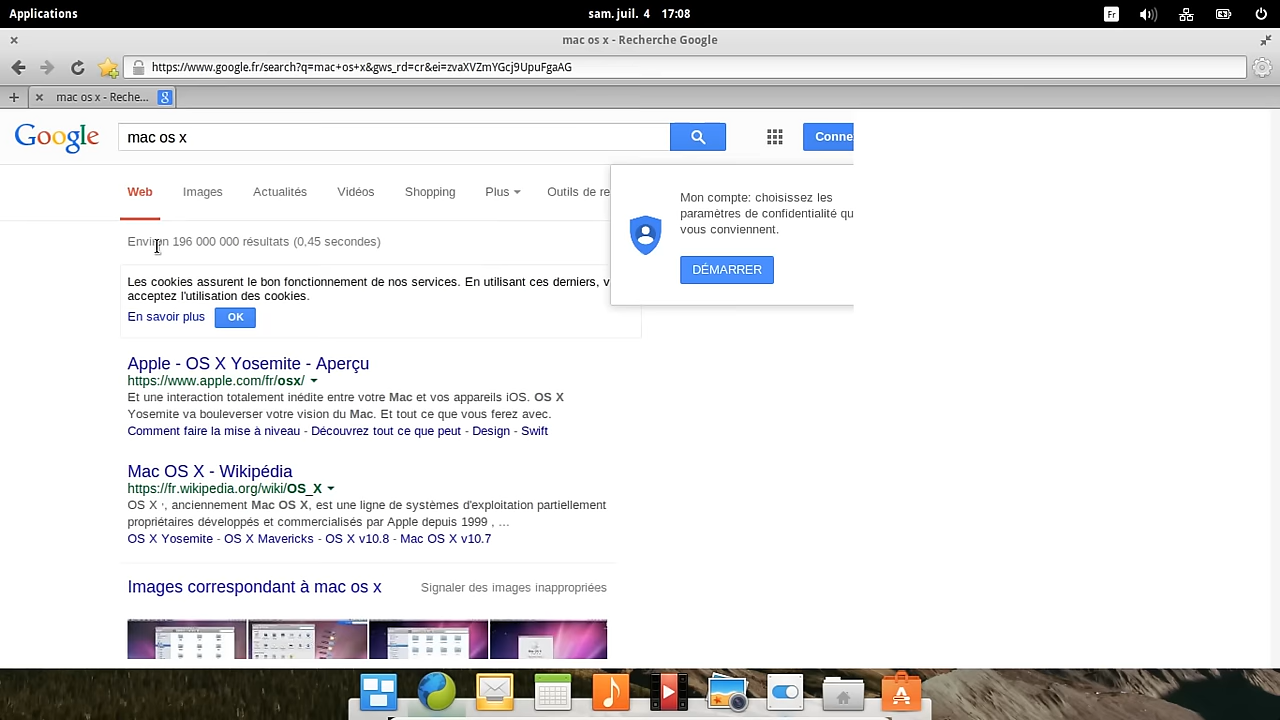 Applications
sam. juil. 4 17:08
Fr
mac os x - Recherche Google
https://www.google.fr/search?q=mac+os+x&gws_rd=cr&ei=zvaXVZmYGcj9UpuFgaAG
mac os x - Reche...
Google
mac os x
Conne
Web Images Actualités Vidéos Shopping Plus Outils de re
Mon compte: choisissez les
paramètres de confidentialité qu
vous conviennent.
DÉMARRER
Environ 196 000 000 résultats (0,45 secondes)
Les cookies assurent le bon fonctionnement de nos services. En utilisant ces derniers, v
acceptez l'utilisation des cookies.
En savoir plus OK
Apple - OS X Yosemite - Aperçu
https://www.apple.com/fr/osx/
Et une interaction totalement inédite entre votre Mac et vos appareils iOS. OS X
Yosemite va bouleverser votre vision du Mac. Et tout ce que vous ferez avec.
Comment faire la mise à niveau - Découvrez tout ce que peut - Design - Swift
Mac OS X - Wikipédia
https://fr.wikipedia.org/wiki/OS_X
OS X ·, anciennement Mac OS X, est une ligne de systèmes d'exploitation partiellement
propriétaires développés et commercialisés par Apple depuis 1999 , ...
OS X Yosemite - OS X Mavericks - OS X v10.8 - Mac OS X v10.7
Images correspondant à mac os x
Signaler des images inappropriées